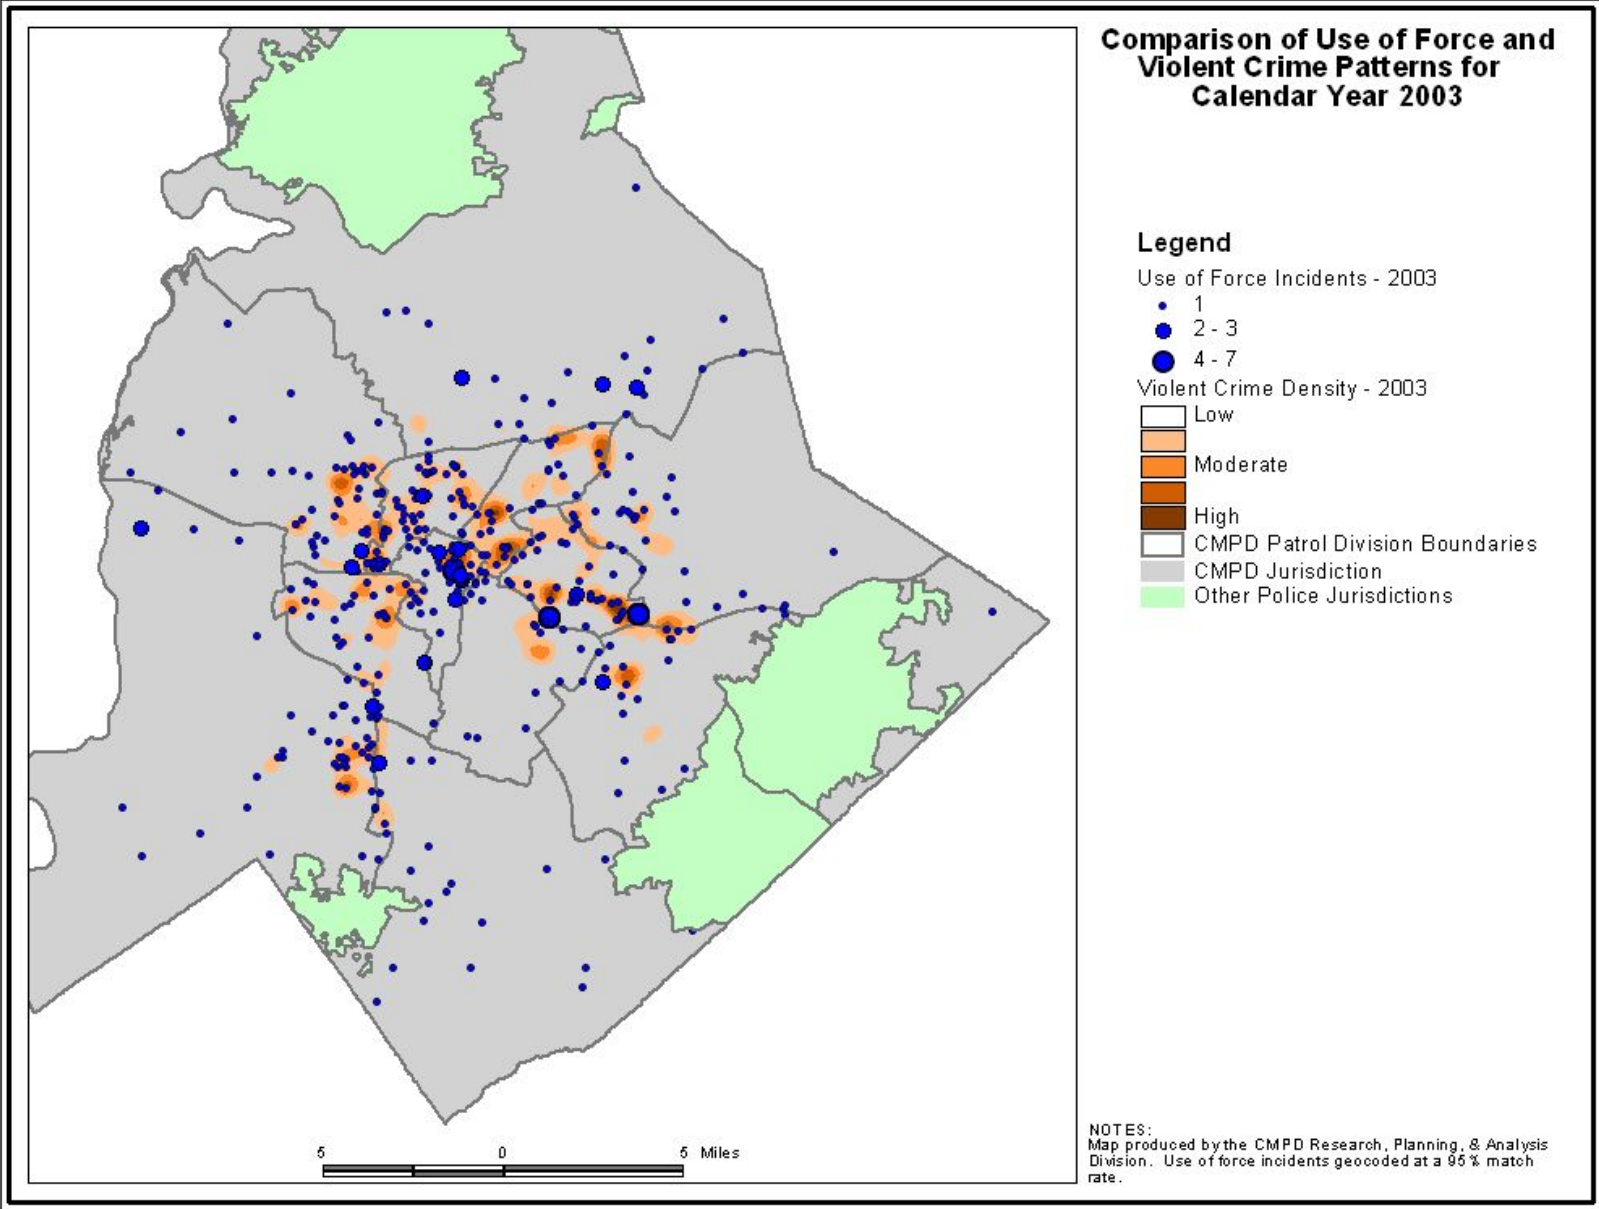 Comparison of Use of Force and
Violent Crime Patterns for
Calendar Year 2003
Legend
Use of Force Incidents - 2003
1
2 - 3
4 - 7
Violent Crime Density - 2003
Low
Moderate
High
CMPD Patrol Division Boundaries
CMPD Jurisdiction
Other Police Jurisdictions
5 0 5 Miles
NOTES:
Map produced by the CMPD Research, Planning, & Analysis
Division. Use of force incidents geocoded at a 95% match
rate.